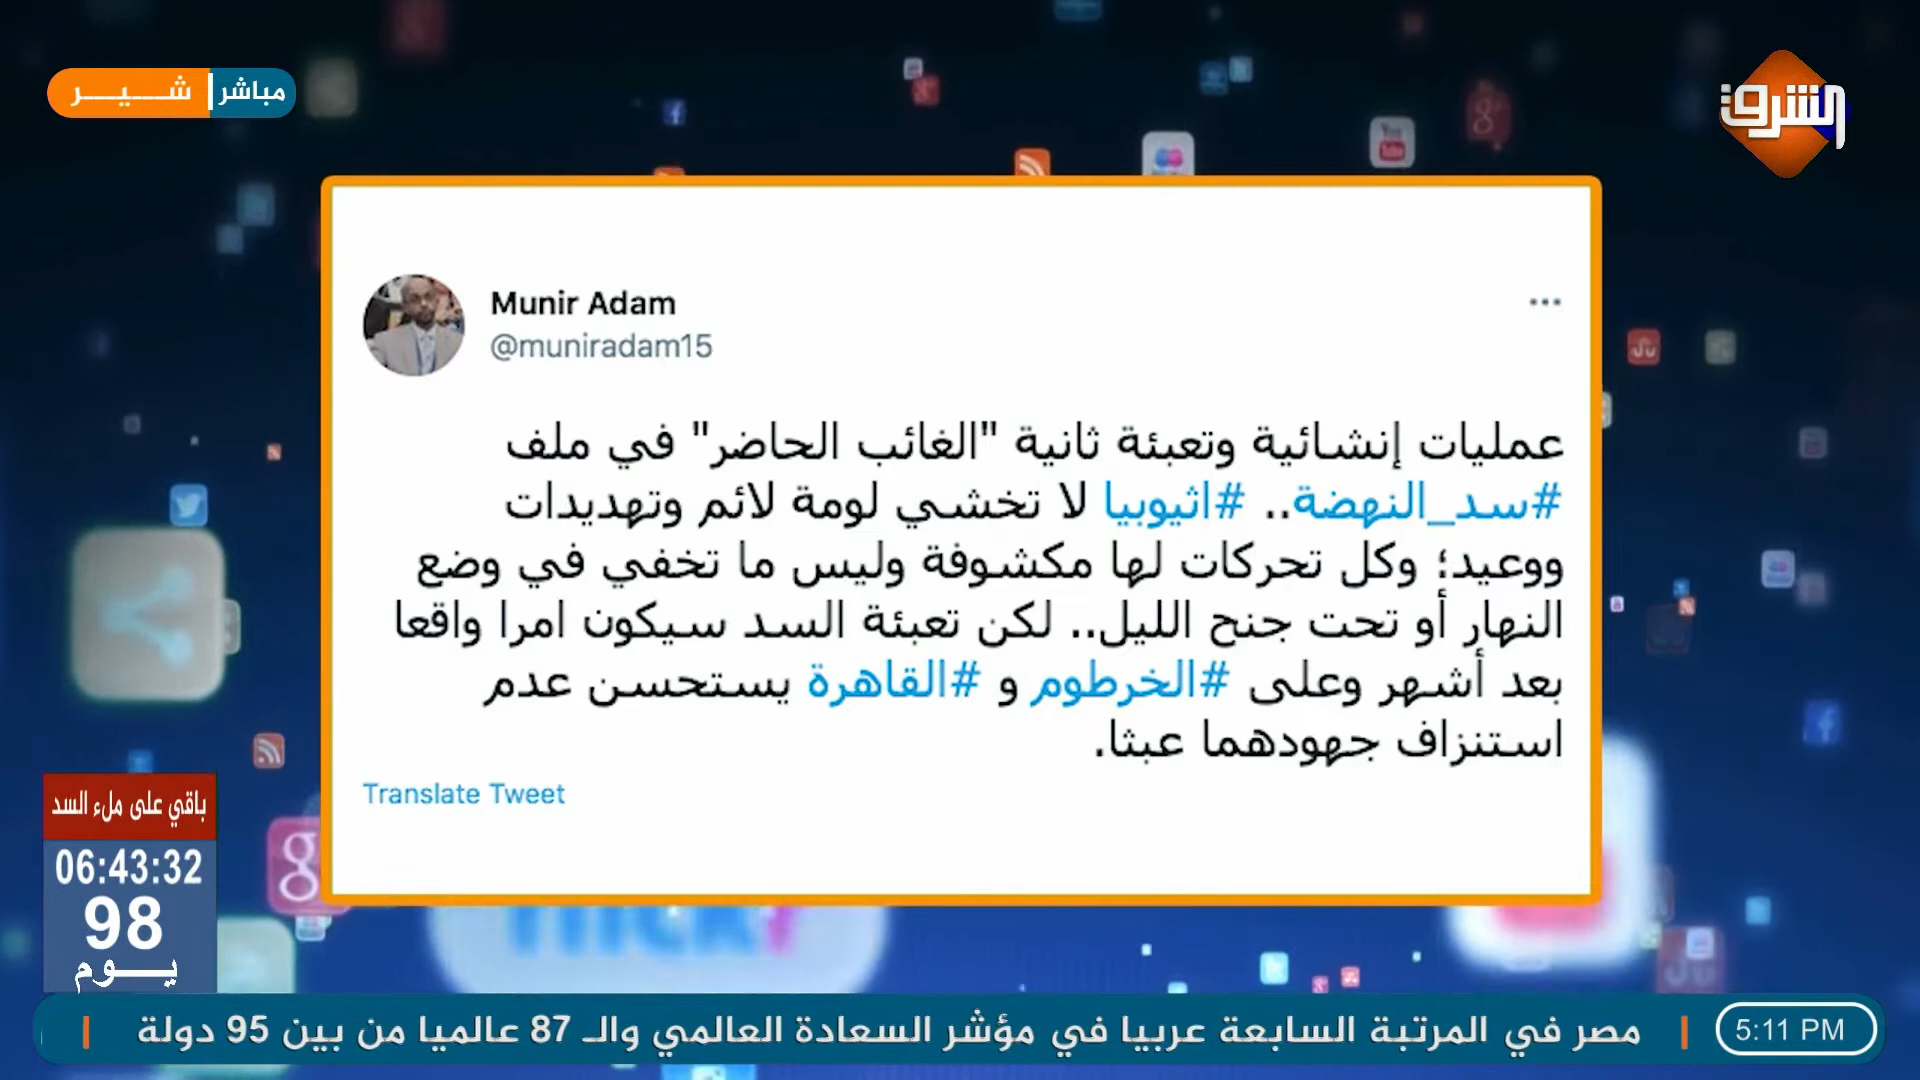 مباشر شـــيـــر
الشرق
Munir Adam
@muniradam15
عمليات إنشائية وتعبئة ثانية "الغائب الحاضر" في ملف
#سد_النهضة.. #اثيوبيا لا تخشي لومة لائم وتهديدات
ووعيد؛ وكل تحركات لها مكشوفة وليس ما تخفي في وضع
النهار أو تحت جنح الليل.. لكن تعبئة السد سيكون امرا واقعا
بعد أشهر وعلى #الخرطوم و #القاهرة يستحسن عدم
استنزاف جهودهما عبثا.
Translate Tweet
باقي على ملء السد
06:43:32
98
يـــوم
مصر في المرتبة السابعة عربيا في مؤشر السعادة العالمي والـ 87 عالميا من بين 95 دولة
5:11 PM